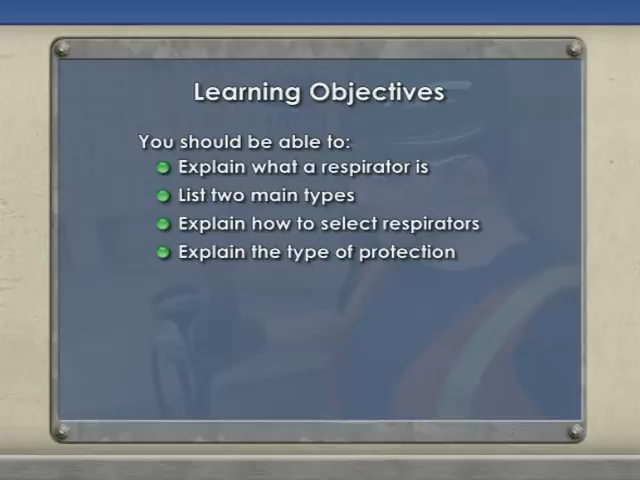 Learning Objectives
You should be able to:
Explain what a respirator is
List two main types
Explain how to select respirators
Explain the type of protection